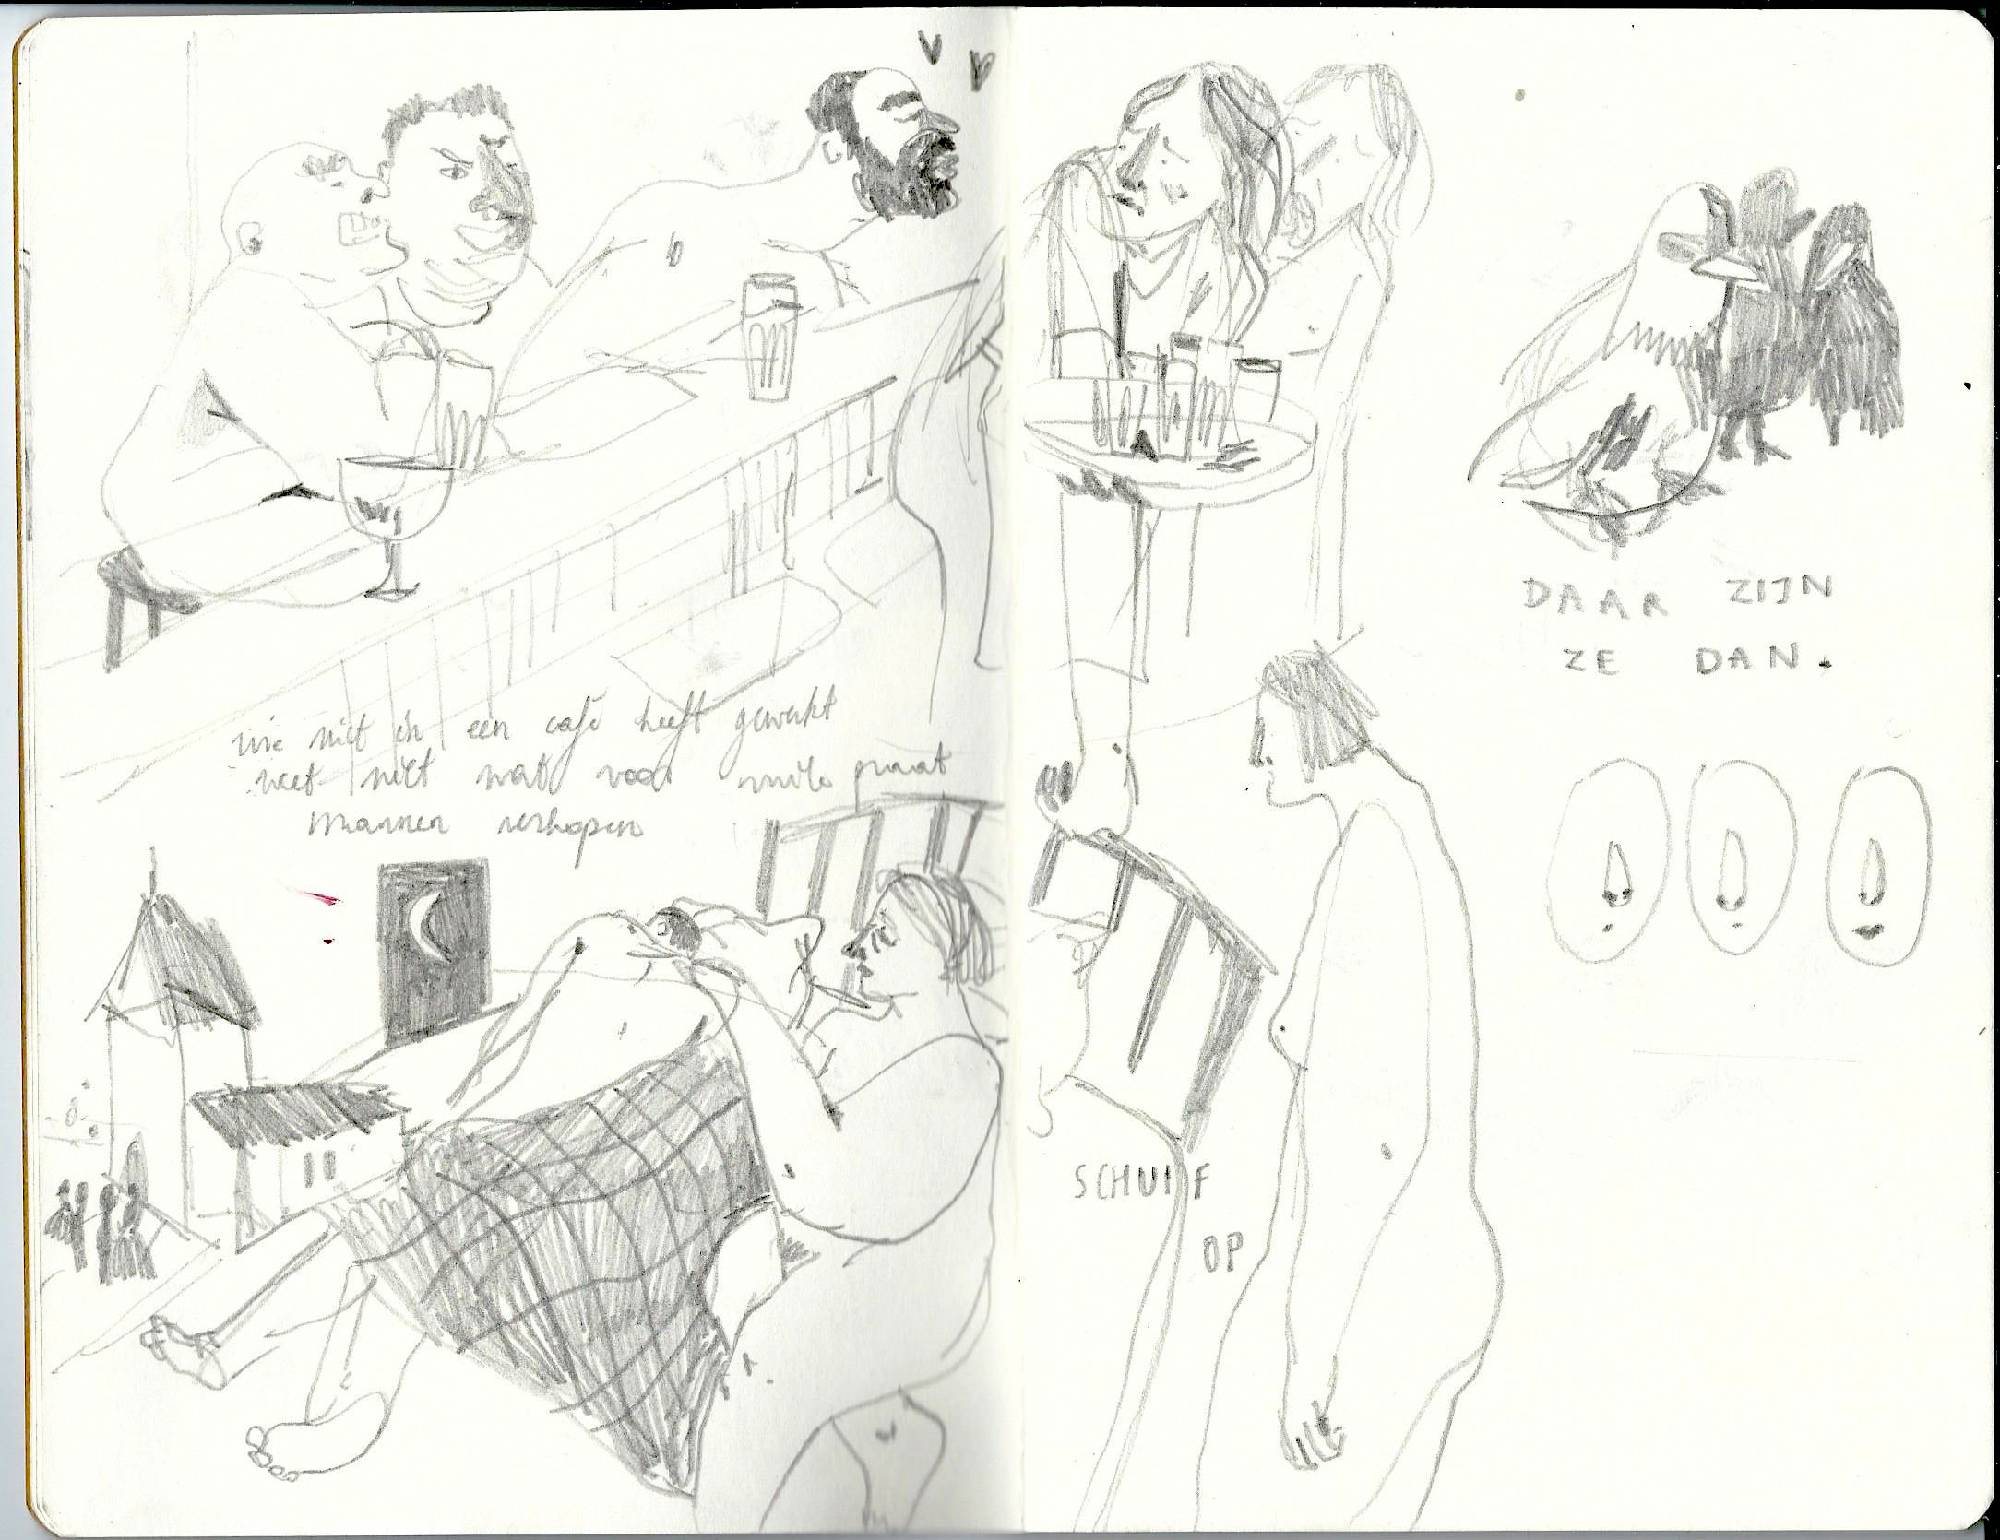 wie niet in een café heeft gewerkt
weet niet wat voor vuile praat
mannen verkopen
DAAR ZIJN
ZE DAN.
SCHUIF
OP